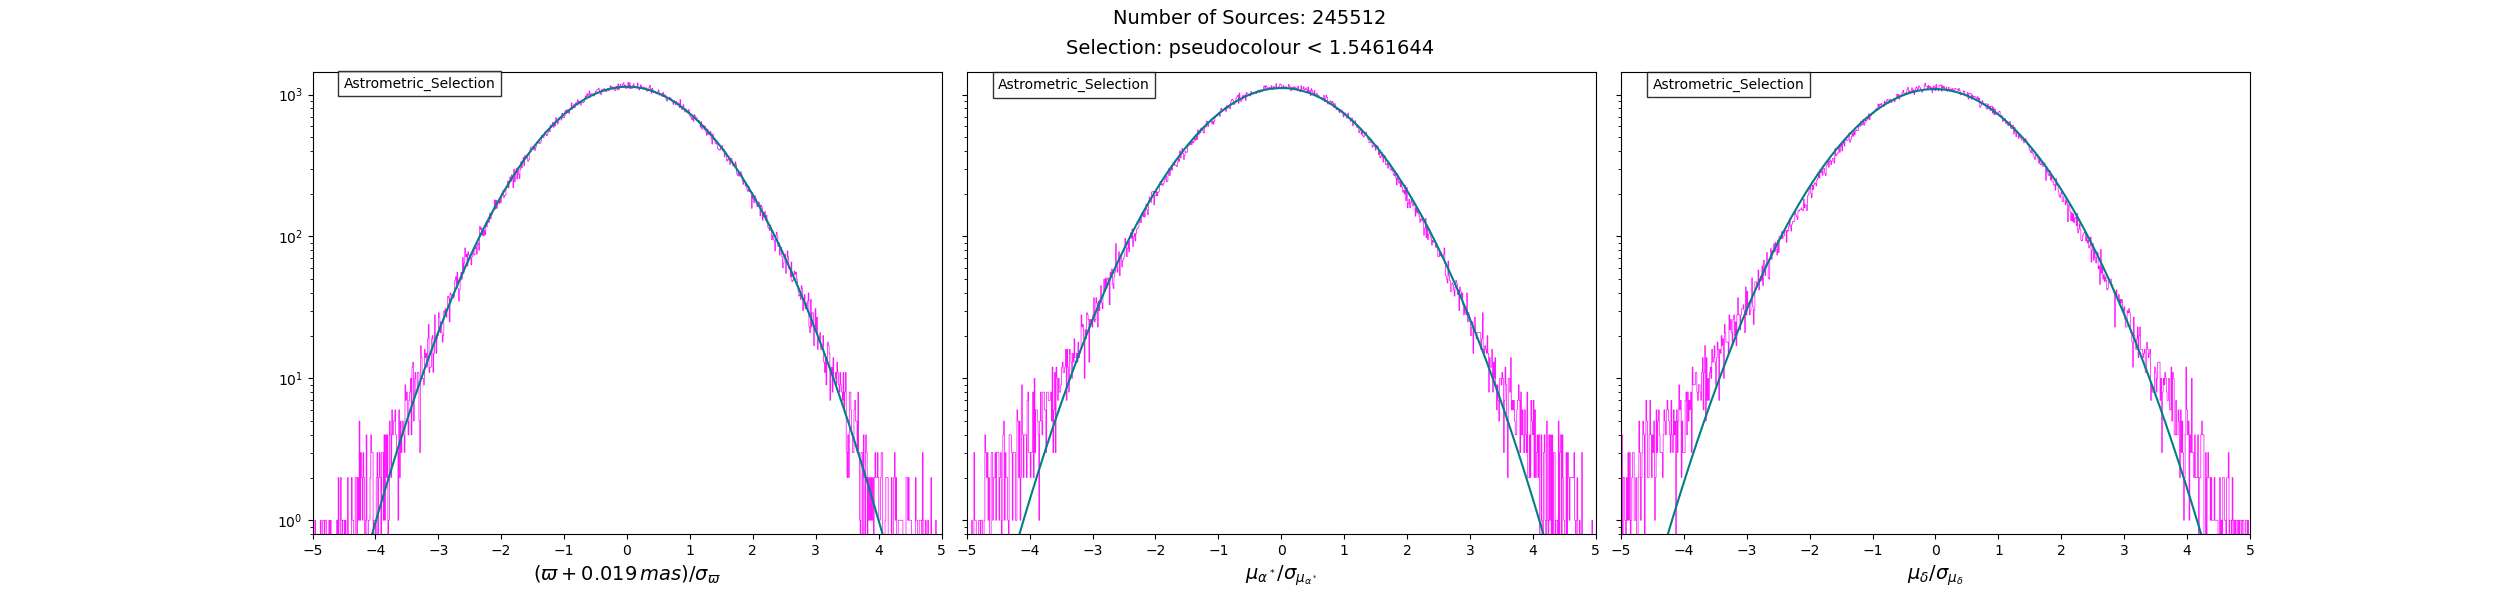 Number of Sources: 245512
Selection: pseudocolour < 1.5461644
Astrometric_Selection
Astrometric_Selection
Astrometric_Selection
10³
10²
10¹
10⁰
−5 −4 −3 −2 −1 0 1 2 3 4 5
−5 −4 −3 −2 −1 0 1 2 3 4 5
−5 −4 −3 −2 −1 0 1 2 3 4 5
(ϖ + 0.019 mas)/σ_ϖ
μ_α*/σ_μ_α*
μ_δ/σ_μ_δ